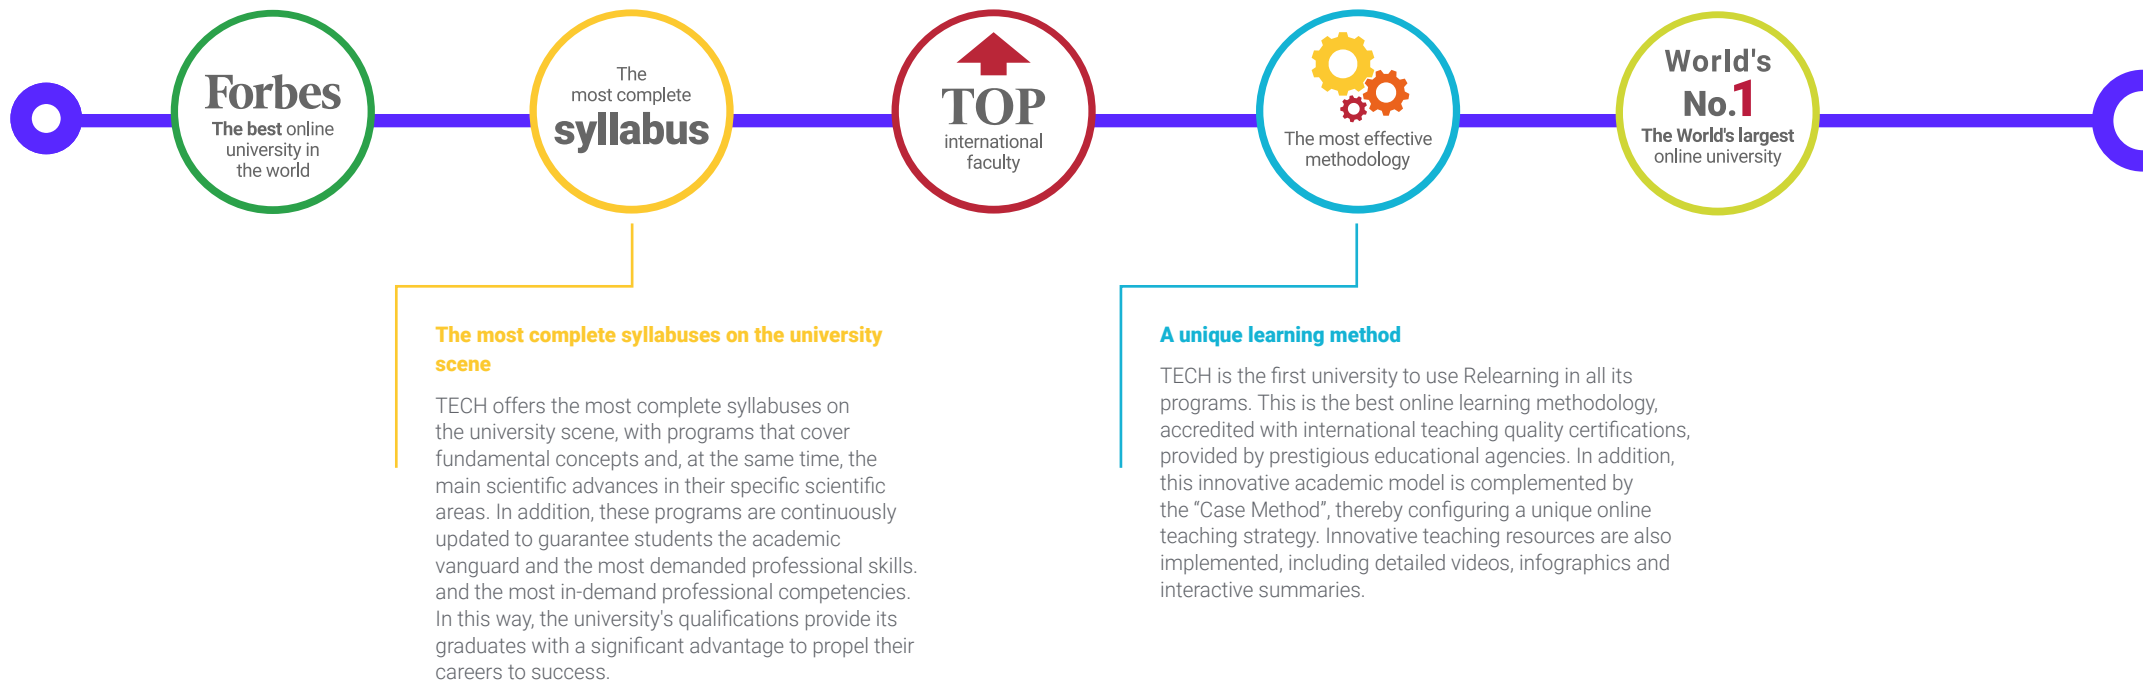 Forbes
The best online
university in
the world
The
most complete
syllabus
TOP
international
faculty
The most effective
methodology
World's
No.1
The World's largest
online university
The most complete syllabuses on the university
scene
TECH offers the most complete syllabuses on
the university scene, with programs that cover
fundamental concepts and, at the same time, the
main scientific advances in their specific scientific
areas. In addition, these programs are continuously
updated to guarantee students the academic
vanguard and the most demanded professional skills.
and the most in-demand professional competencies.
In this way, the university's qualifications provide its
graduates with a significant advantage to propel their
careers to success.
A unique learning method
TECH is the first university to use Relearning in all its
programs. This is the best online learning methodology,
accredited with international teaching quality certifications,
provided by prestigious educational agencies. In addition,
this innovative academic model is complemented by
the “Case Method”, thereby configuring a unique online
teaching strategy. Innovative teaching resources are also
implemented, including detailed videos, infographics and
interactive summaries.